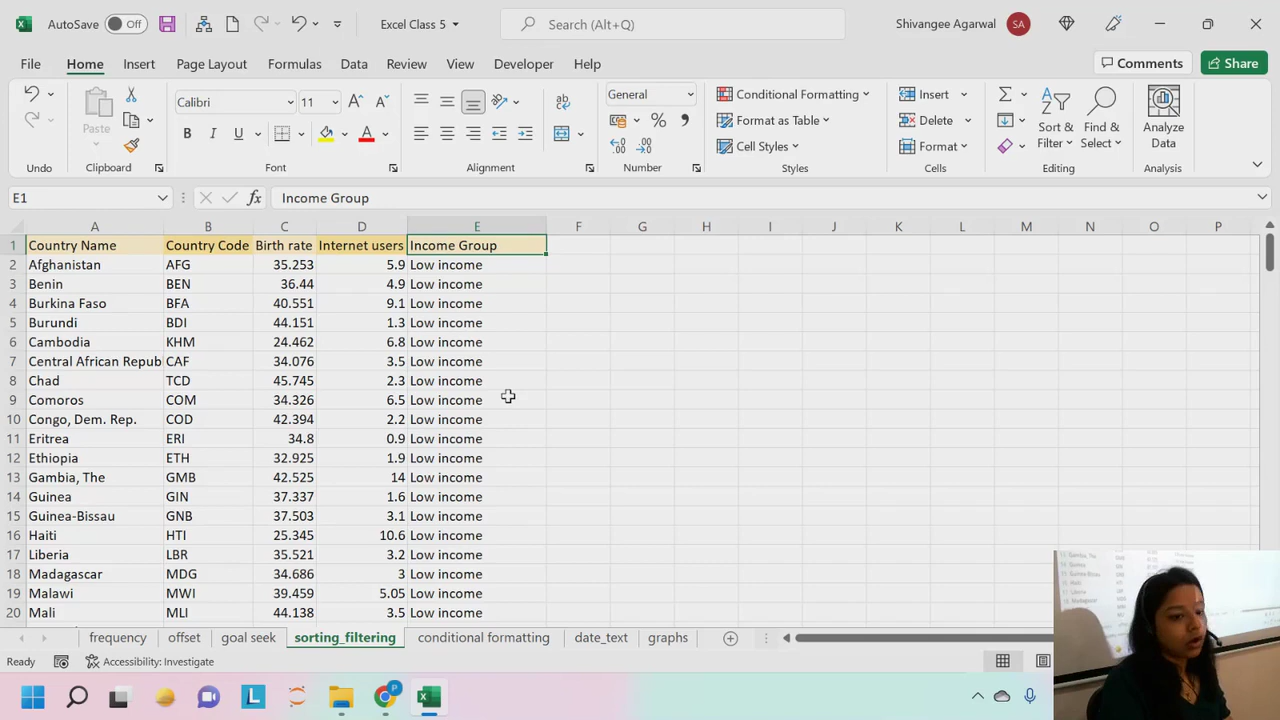 AutoSave Off Excel Class 5 Search (Alt+Q) Shivangee Agarwal SA
File Home Insert Page Layout Formulas Data Review View Developer Help Comments Share
Calibri 11 General Conditional Formatting Insert
Paste Format as Table Delete Sort & Find & Analyze
B I U A % Cell Styles Format Filter Select Data
Undo Clipboard Font Alignment Number Styles Cells Editing Analysis
E1 fx Income Group
A B C D E F G H I J K L M N O P
1 Country Name Country Code Birth rate Internet users Income Group
2 Afghanistan AFG 35.253 5.9 Low income
3 Benin BEN 36.44 4.9 Low income
4 Burkina Faso BFA 40.551 9.1 Low income
5 Burundi BDI 44.151 1.3 Low income
6 Cambodia KHM 24.462 6.8 Low income
7 Central African Repub CAF 34.076 3.5 Low income
8 Chad TCD 45.745 2.3 Low income
9 Comoros COM 34.326 6.5 Low income
10 Congo, Dem. Rep. COD 42.394 2.2 Low income
11 Eritrea ERI 34.8 0.9 Low income
12 Ethiopia ETH 32.925 1.9 Low income
13 Gambia, The GMB 42.525 14 Low income
14 Guinea GIN 37.337 1.6 Low income
15 Guinea-Bissau GNB 37.503 3.1 Low income
16 Haiti HTI 25.345 10.6 Low income
17 Liberia LBR 35.521 3.2 Low income
18 Madagascar MDG 34.686 3 Low income
19 Malawi MWI 39.459 5.05 Low income
20 Mali MLI 44.138 3.5 Low income
frequency offset goal seek sorting_filtering conditional formatting date_text graphs
Ready Accessibility: Investigate